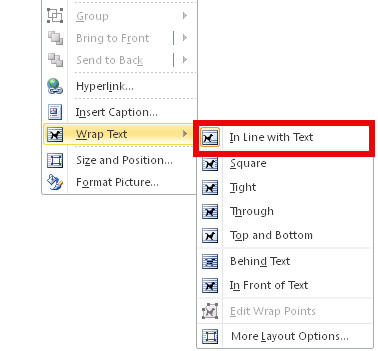 Group
Bring to Front
Send to Back
Hyperlink...
Insert Caption...
Wrap Text
Size and Position...
Format Picture...
In Line with Text
Square
Tight
Through
Top and Bottom
Behind Text
In Front of Text
Edit Wrap Points
More Layout Options...